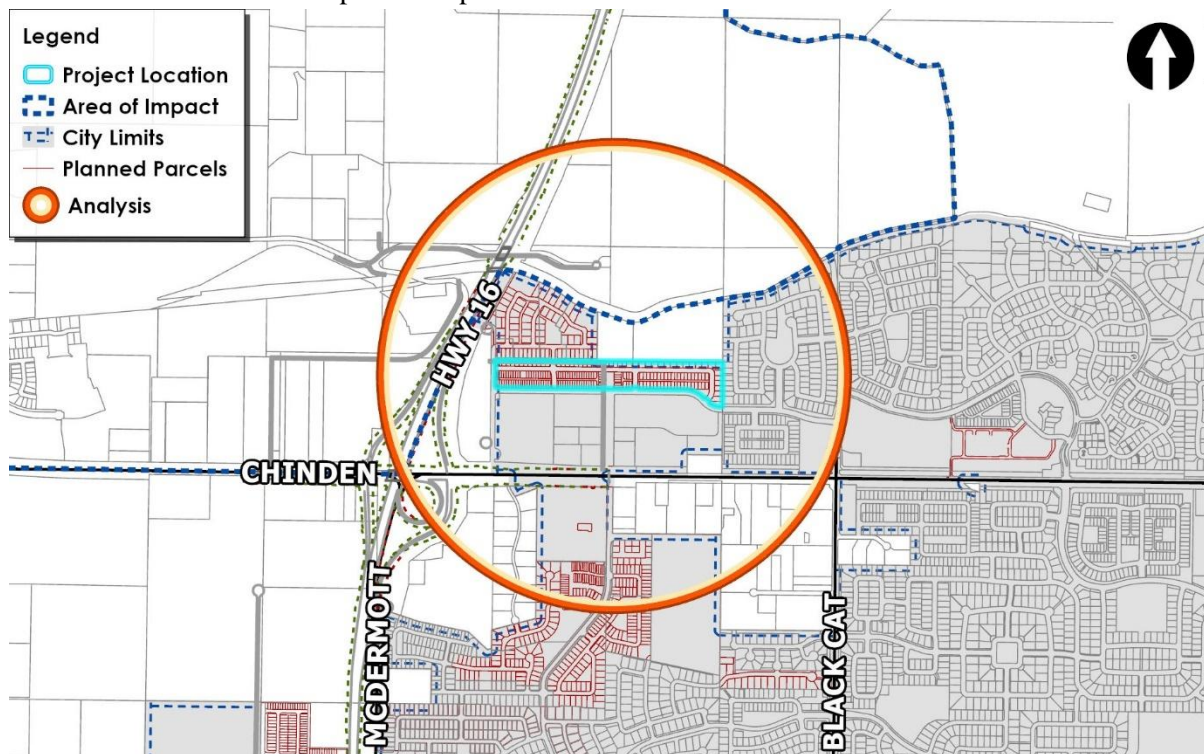 Legend
Project Location
Area of Impact
City Limits
Planned Parcels
Analysis
HWY 16
CHINDEN
MCDERMOTT
BLACK CAT